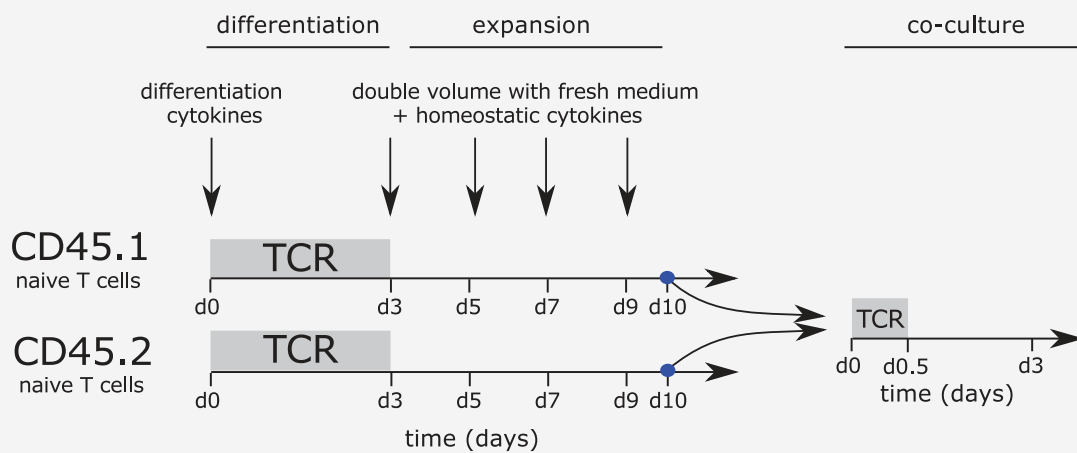 differentiation
expansion
co-culture
differentiation
cytokines
double volume with fresh medium
+ homeostatic cytokines
CD45.1
naive T cells
TCR
d0
d3
d5
d7
d9
d10
CD45.2
naive T cells
TCR
d0
d3
d5
d7
d9
d10
time (days)
TCR
d0
d0.5
d3
time (days)